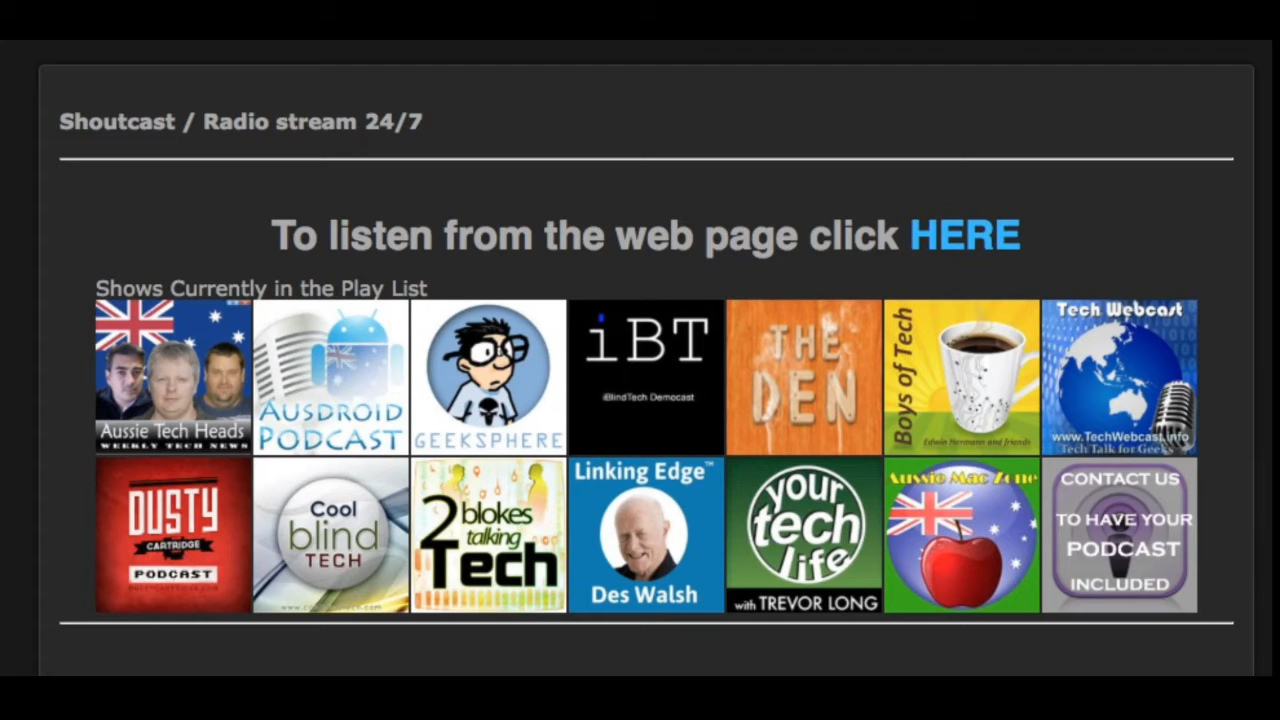 Shoutcast / Radio stream 24/7
To listen from the web page click HERE
Shows Currently in the Play List
Aussie Tech Heads
WEEKLY TECH NEWS
AUSDROID
PODCAST
GEEKSPHERE
iBT
iBlindTech Democast
THE
DEN
Boys of Tech
Edwin Hermann and friends
Tech Webcast
www.TechWebcast.info
Tech Talk for Geeks
DUSTY
CARTRIDGE
PODCAST
Cool
blind
TECH
2 blokes
talking
Tech
Linking Edge™
Des Walsh
your
tech
life
with TREVOR LONG
Aussie Mac Zone
CONTACT US
TO HAVE YOUR
PODCAST
INCLUDED